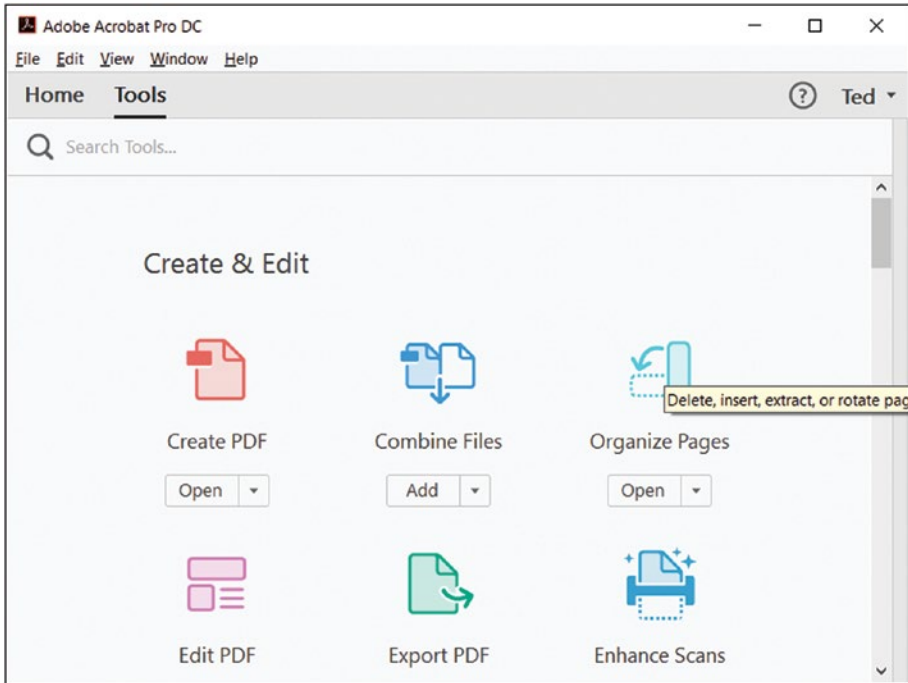 Adobe Acrobat Pro DC
File Edit View Window Help
Home Tools ? Ted
Search Tools...
Create & Edit
Delete, insert, extract, or rotate pag
Create PDF Combine Files Organize Pages
Open Add Open
Edit PDF Export PDF Enhance Scans